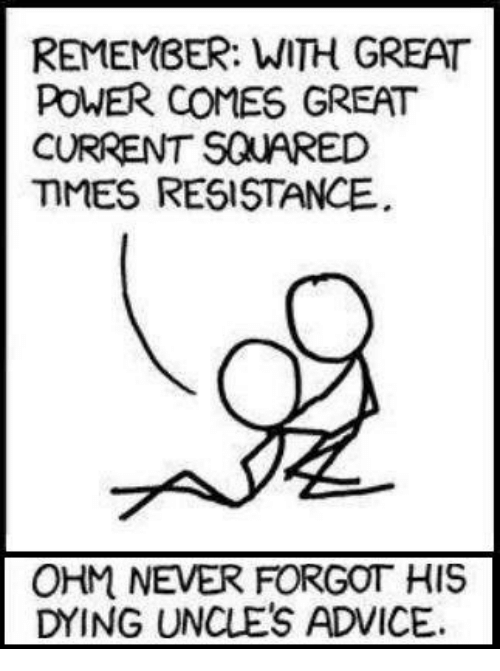 REMEMBER: WITH GREAT
POWER COMES GREAT
CURRENT SQUARED
TIMES RESISTANCE.
OHM NEVER FORGOT HIS
DYING UNCLE'S ADVICE.